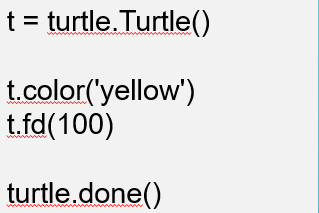 t = turtle.Turtle()
t.color('yellow')
t.fd(100)
turtle.done()